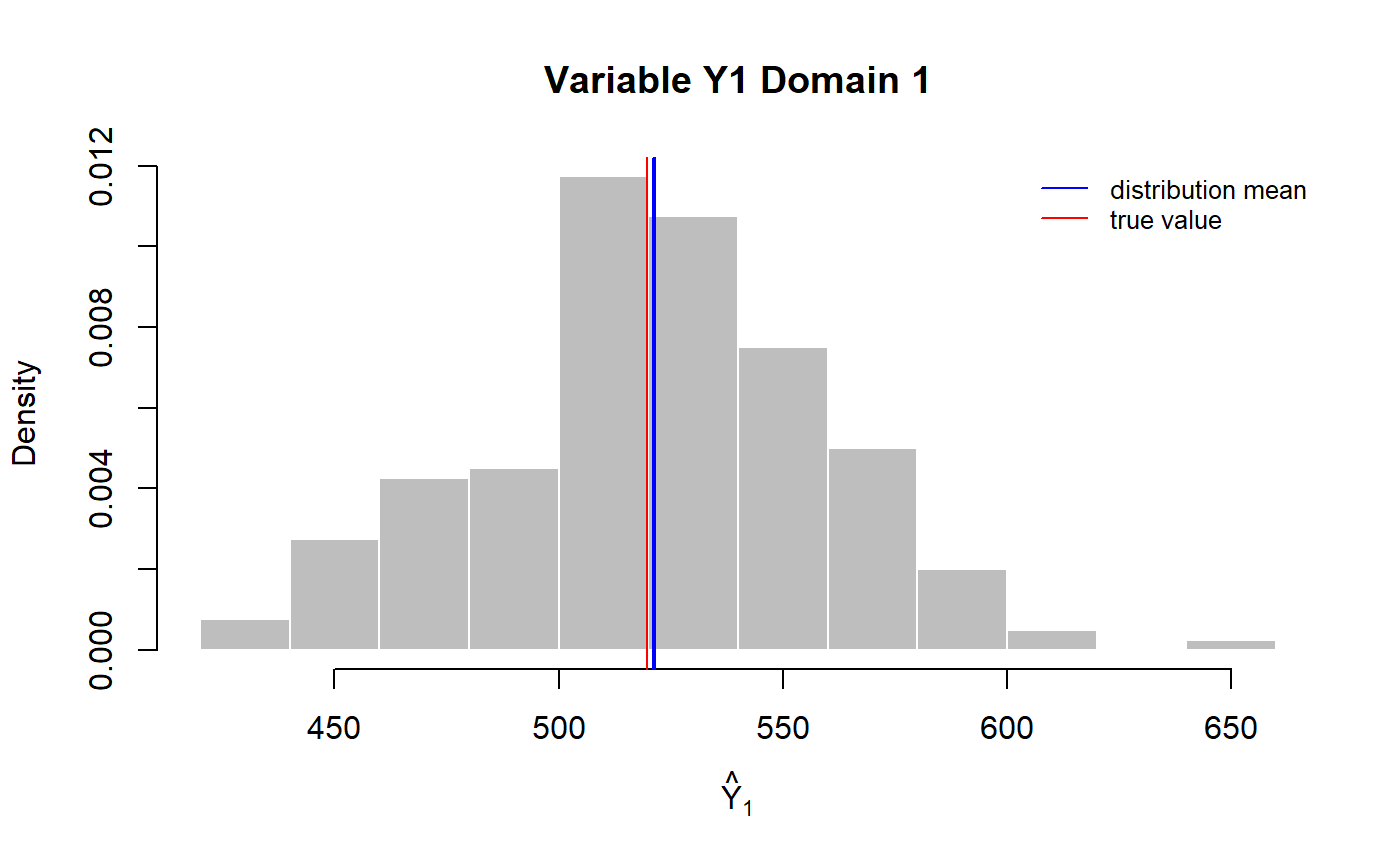 Variable Y1 Domain 1
distribution mean
true value
Density
0.012
0.008
0.004
0.000
450 500 550 600 650
Ŷ₁